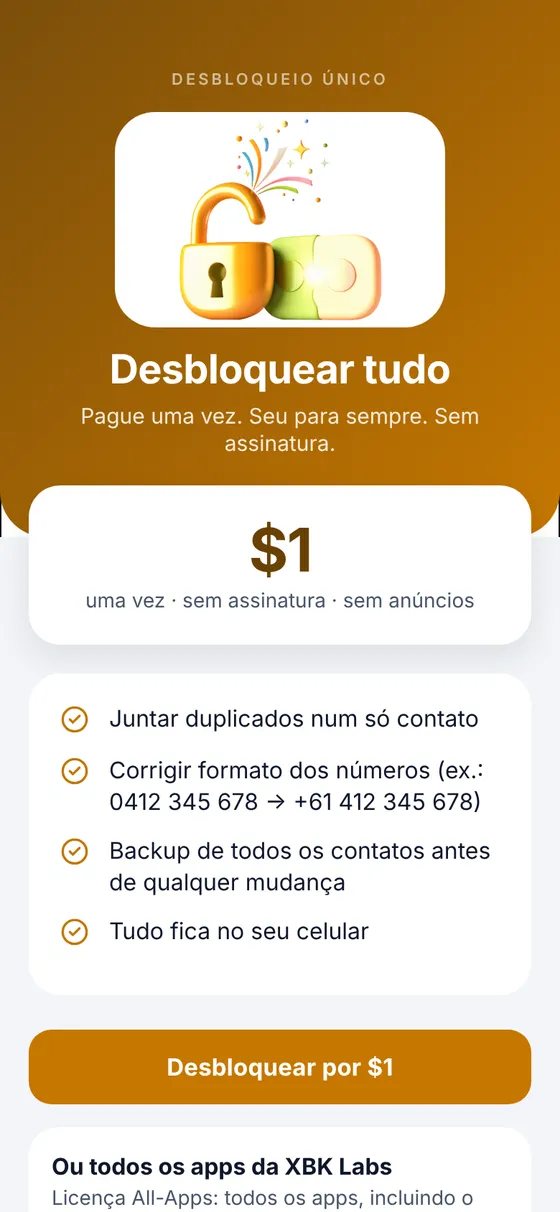 DESBLOQUEIO ÚNICO
Desbloquear tudo
Pague uma vez. Seu para sempre. Sem
assinatura.
$1
uma vez · sem assinatura · sem anúncios
Juntar duplicados num só contato
Corrigir formato dos números (ex.:
0412 345 678 → +61 412 345 678)
Backup de todos os contatos antes
de qualquer mudança
Tudo fica no seu celular
Desbloquear por $1
Ou todos os apps da XBK Labs
Licença All-Apps: todos os apps, incluindo o